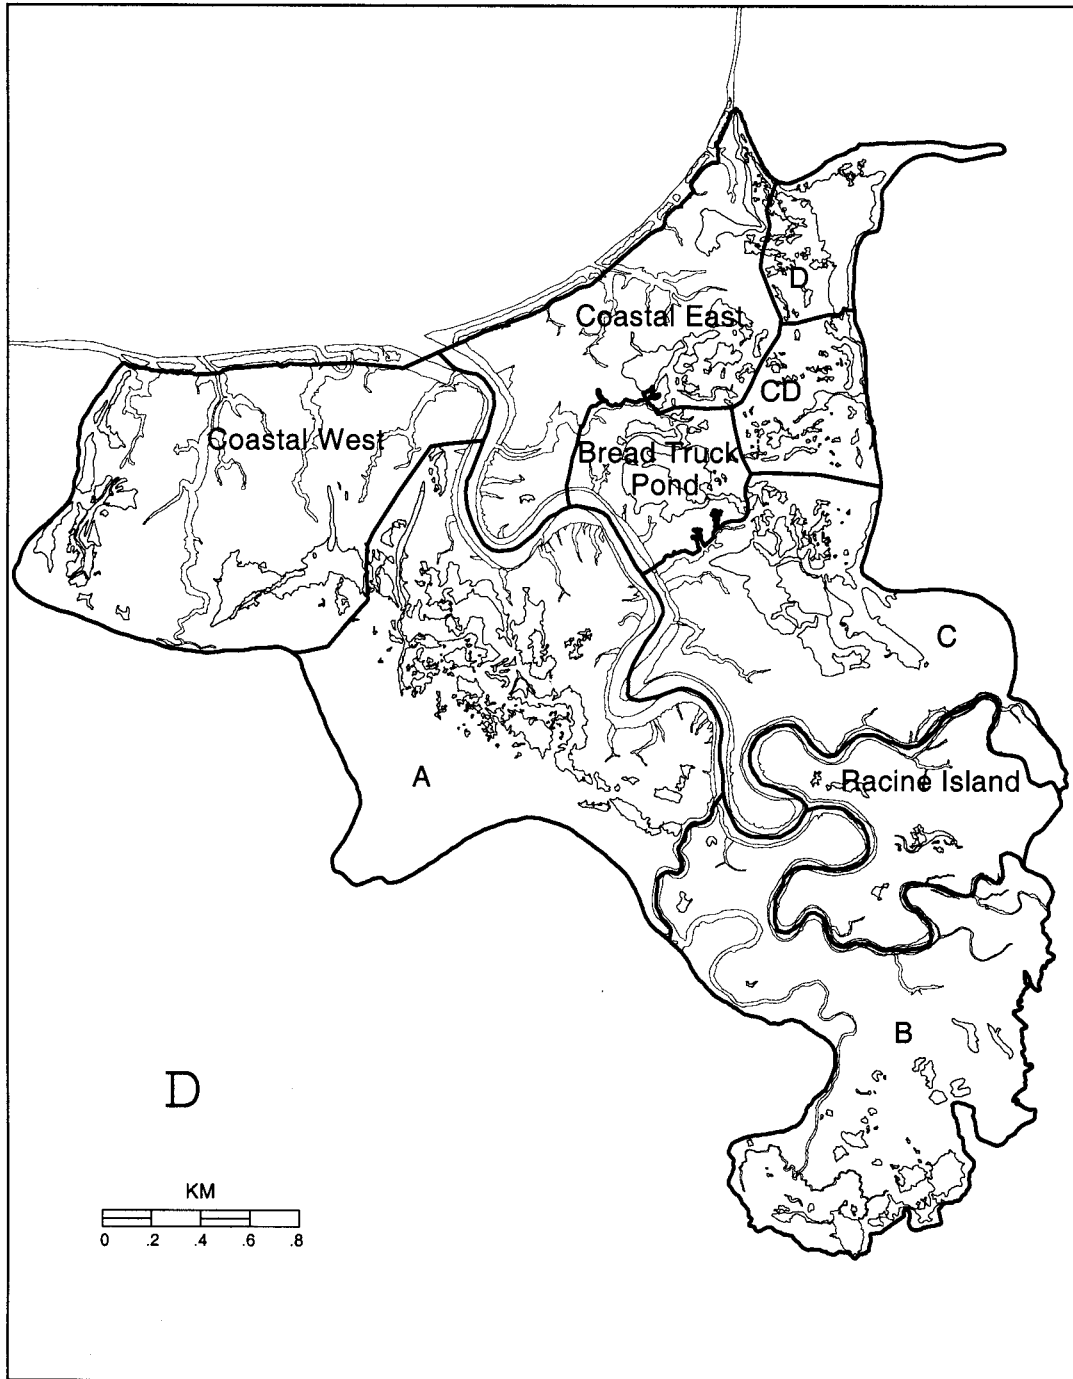 D
Coastal East
CD
Coastal West
Bread Truck
Pond
C
A
Racine Island
B
D
KM
0 .2 .4 .6 .8